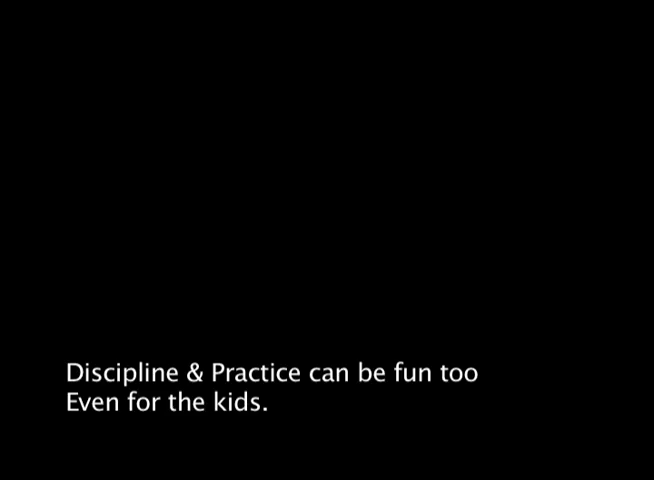 Discipline & Practice can be fun too
Even for the kids.